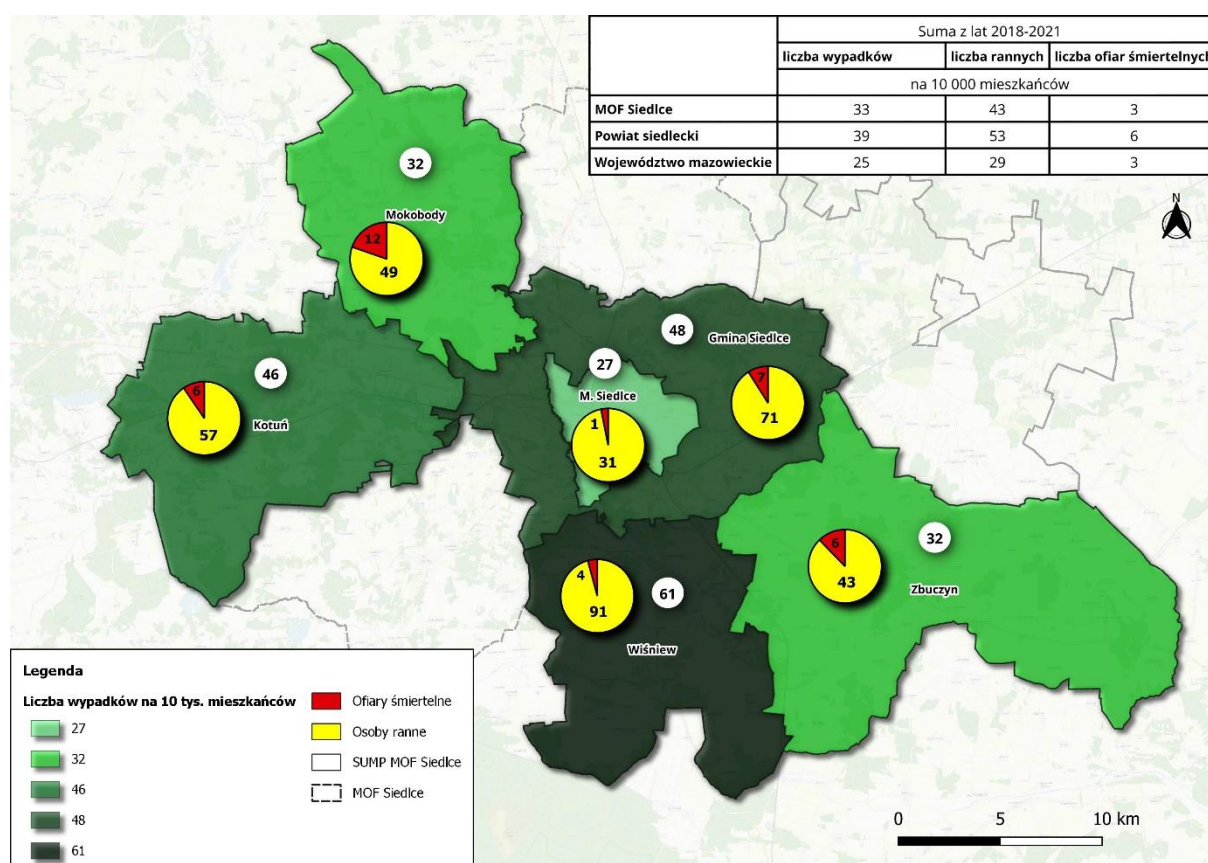 Suma z lat 2018-2021
liczba wypadków liczba rannych liczba ofiar śmiertelnych
na 10 000 mieszkańców
MOF Siedlce 33 43 3
Powiat siedlecki 39 53 6
Województwo mazowieckie 25 29 3
N
32
Mokobody
12
49
48
Gmina Siedlce
27
46
M. Siedlce
6
57
Kotuń
7
71
1
31
32
6
43
Zbuczyn
4
91
61
Wiśniew
Legenda
Liczba wypadków na 10 tys. mieszkańców
27
32
46
48
61
Ofiary śmiertelne
Osoby ranne
SUMP MOF Siedlce
MOF Siedlce
0 5 10 km